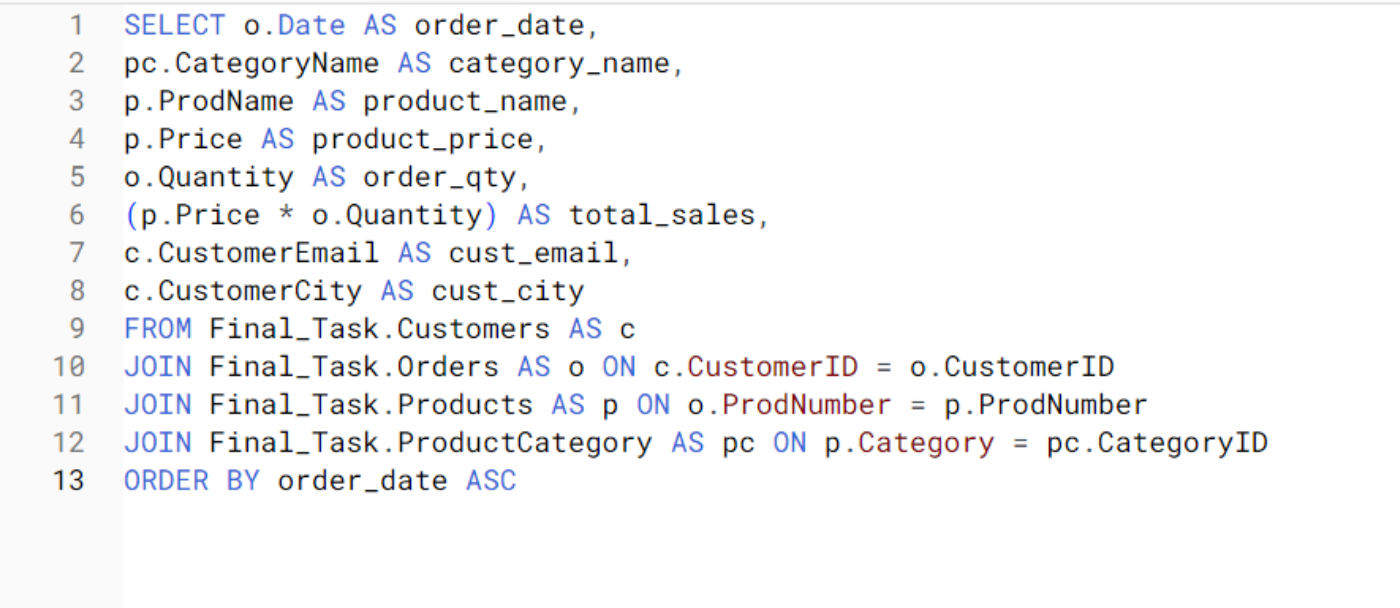 1 SELECT o.Date AS order_date,
2 pc.CategoryName AS category_name,
3 p.ProdName AS product_name,
4 p.Price AS product_price,
5 o.Quantity AS order_qty,
6 (p.Price * o.Quantity) AS total_sales,
7 c.CustomerEmail AS cust_email,
8 c.CustomerCity AS cust_city
9 FROM Final_Task.Customers AS c
10 JOIN Final_Task.Orders AS o ON c.CustomerID = o.CustomerID
11 JOIN Final_Task.Products AS p ON o.ProdNumber = p.ProdNumber
12 JOIN Final_Task.ProductCategory AS pc ON p.Category = pc.CategoryID
13 ORDER BY order_date ASC